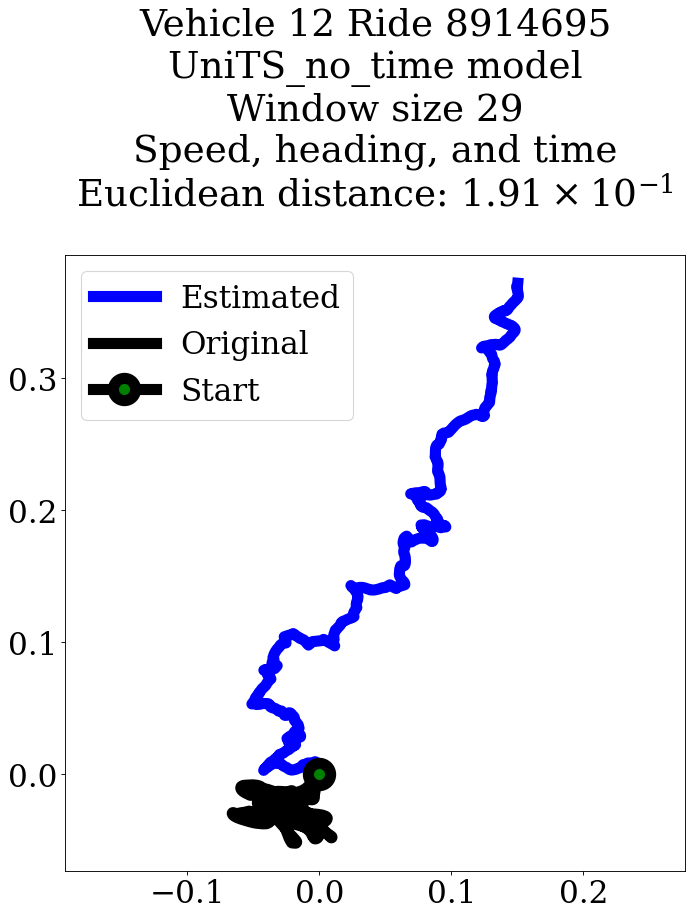 Vehicle 12 Ride 8914695
UniTS_no_time model
Window size 29
Speed, heading, and time
Euclidean distance: 1.91 × 10⁻¹
Estimated
Original
Start
0.3
0.2
0.1
0.0
−0.1 0.0 0.1 0.2